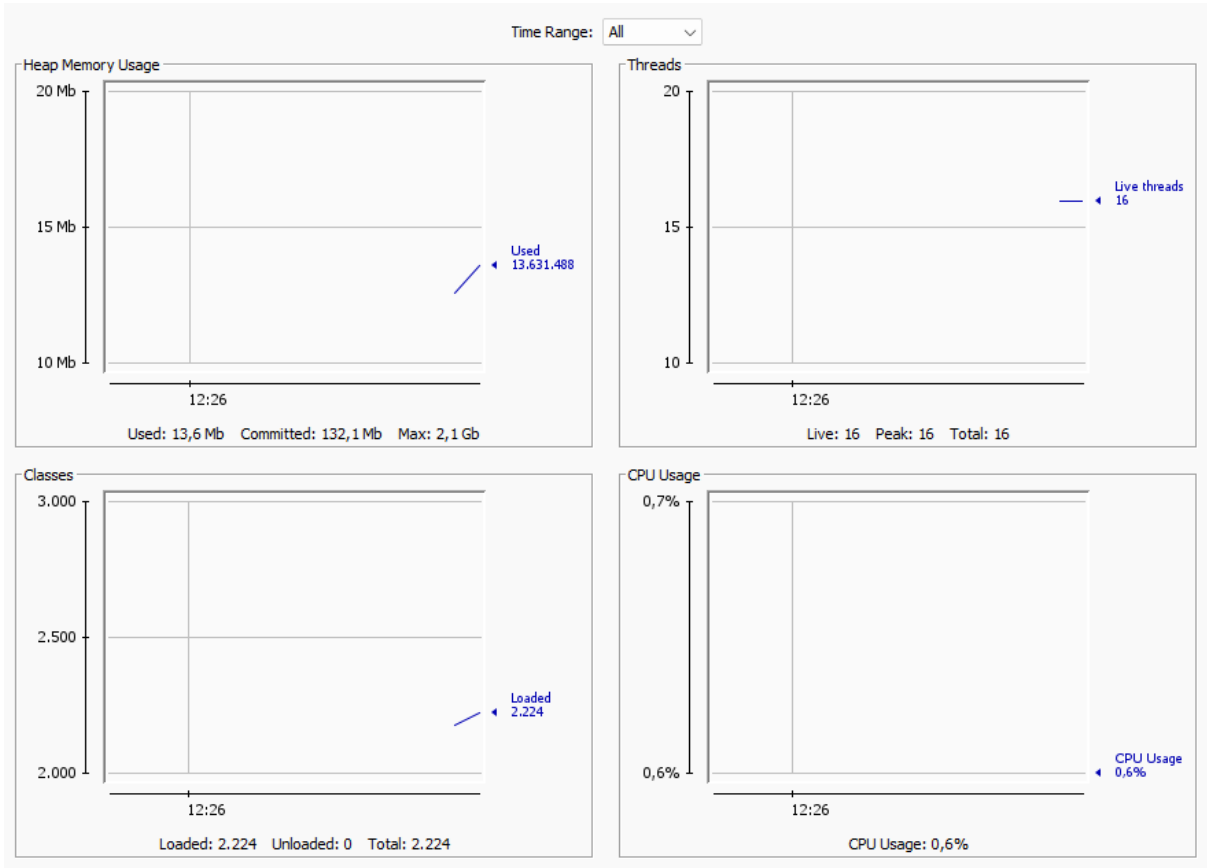 Time Range: All
Heap Memory Usage
20 Mb
15 Mb
10 Mb
Used
13.631.488
12:26
Used: 13,6 Mb Committed: 132,1 Mb Max: 2,1 Gb
Threads
20
15
10
Live threads
16
12:26
Live: 16 Peak: 16 Total: 16
Classes
3.000
2.500
2.000
Loaded
2.224
12:26
Loaded: 2.224 Unloaded: 0 Total: 2.224
CPU Usage
0,7%
0,6%
CPU Usage
0,6%
12:26
CPU Usage: 0,6%